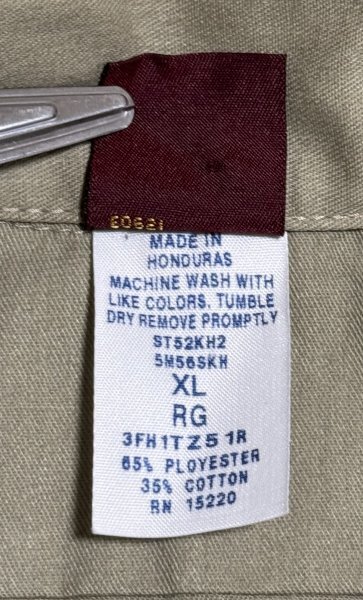 E0621
MADE IN
HONDURAS
MACHINE WASH WITH
LIKE COLORS. TUMBLE
DRY REMOVE PROMPTLY
ST52KH2
5M56SKH
XL
RG
3FH1TZ51R
65% PLOYESTER
35% COTTON
RN 15220